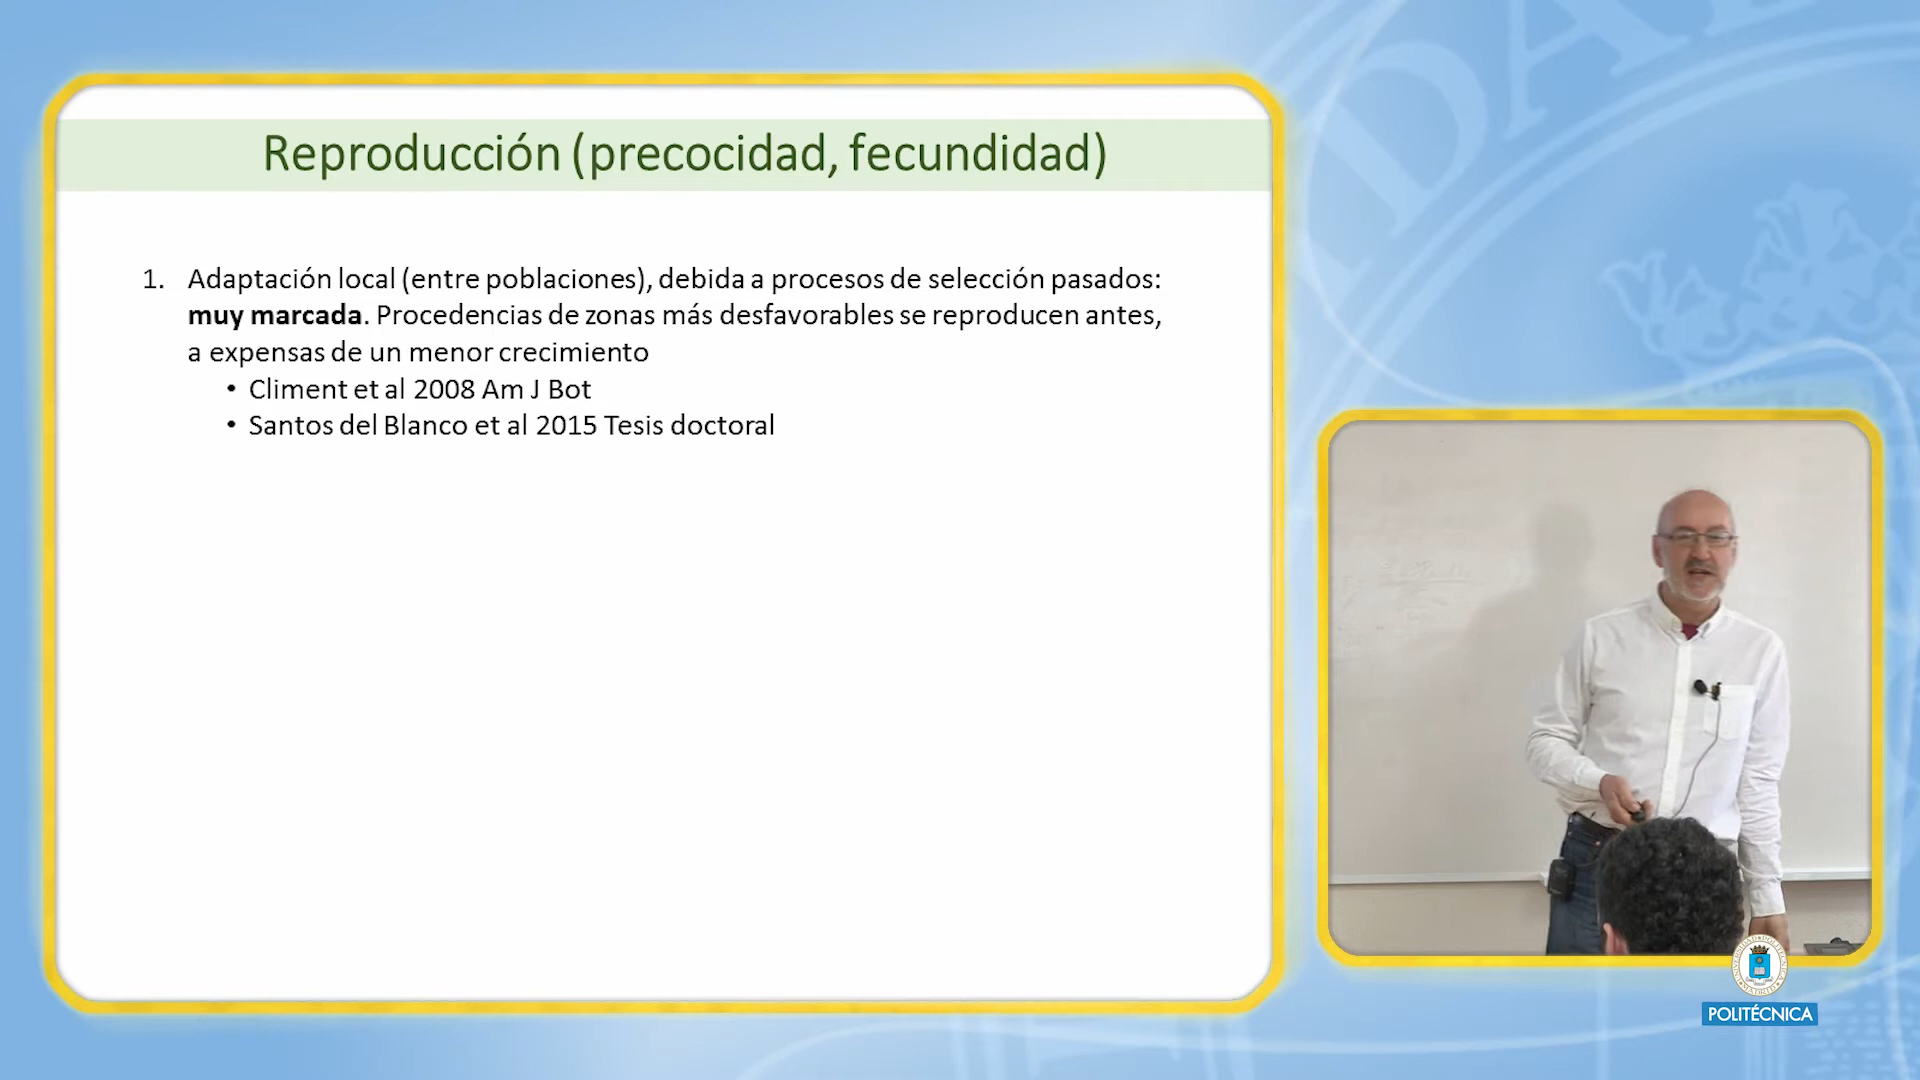 Reproducción (precocidad, fecundidad)
1. Adaptación local (entre poblaciones), debida a procesos de selección pasados:
muy marcada. Procedencias de zonas más desfavorables se reproducen antes,
a expensas de un menor crecimiento
• Climent et al 2008 Am J Bot
• Santos del Blanco et al 2015 Tesis doctoral
POLITÉCNICA